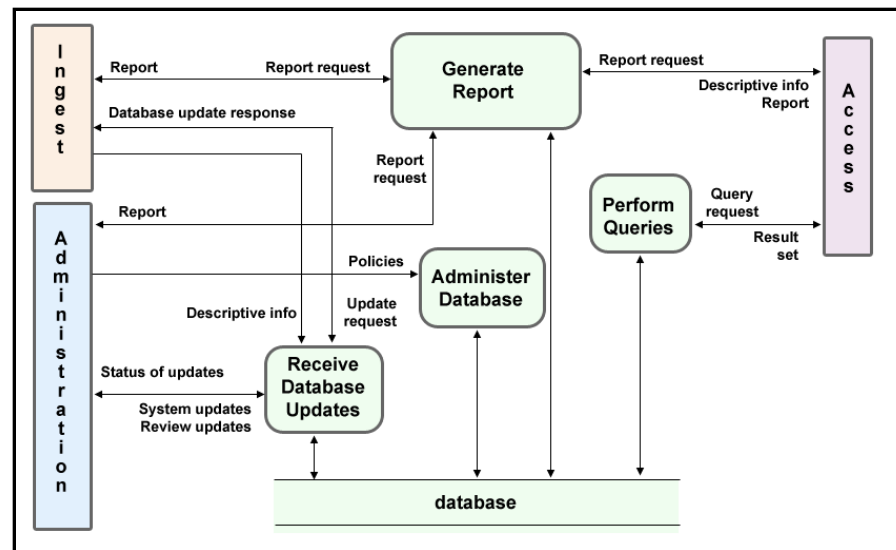 Ingest
Report
Report request
Generate
Report
Report request
Descriptive info
Report
Access
Database update response
Report
request
Perform
Queries
Query
request
Result
set
Administration
Report
Policies
Administer
Database
Descriptive info
Update
request
Receive
Database
Updates
Status of updates
System updates
Review updates
database